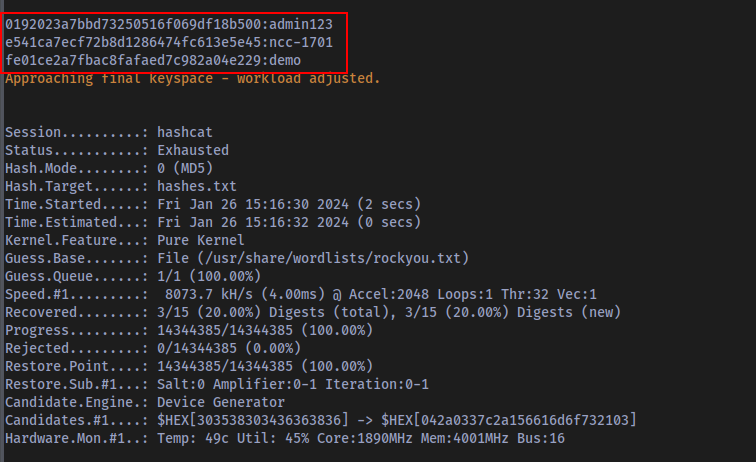 0192023a7bbd73250516f069df18b500:admin123
e541ca7ecf72b8d1286474fc613e5e45:ncc-1701
fe01ce2a7fbac8fafaed7c982a04e229:demo
Approaching final keyspace - workload adjusted.
Session..........: hashcat
Status...........: Exhausted
Hash.Mode........: 0 (MD5)
Hash.Target......: hashes.txt
Time.Started.....: Fri Jan 26 15:16:30 2024 (2 secs)
Time.Estimated...: Fri Jan 26 15:16:32 2024 (0 secs)
Kernel.Feature...: Pure Kernel
Guess.Base.......: File (/usr/share/wordlists/rockyou.txt)
Guess.Queue......: 1/1 (100.00%)
Speed.#1.........:  8073.7 kH/s (4.00ms) @ Accel:2048 Loops:1 Thr:32 Vec:1
Recovered........: 3/15 (20.00%) Digests (total), 3/15 (20.00%) Digests (new)
Progress.........: 14344385/14344385 (100.00%)
Rejected.........: 0/14344385 (0.00%)
Restore.Point....: 14344385/14344385 (100.00%)
Restore.Sub.#1...: Salt:0 Amplifier:0-1 Iteration:0-1
Candidate.Engine.: Device Generator
Candidates.#1....: $HEX[303538303436363836] -> $HEX[042a0337c2a156616d6f732103]
Hardware.Mon.#1..: Temp: 49c Util: 45% Core:1890MHz Mem:4001MHz Bus:16